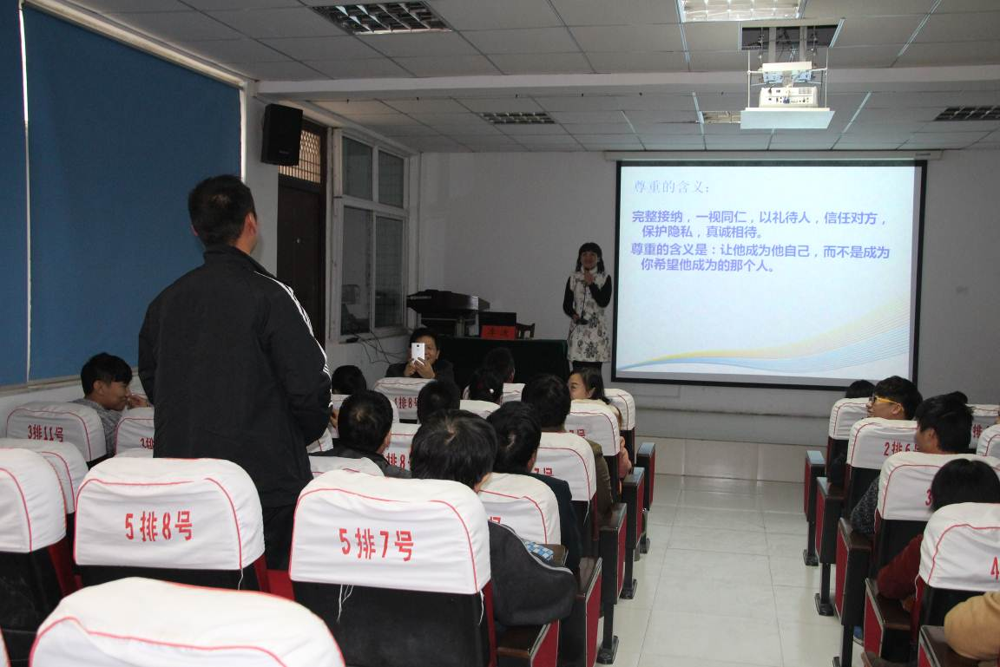 尊重的含义：
完整接纳，一视同仁，以礼待人，信任对方，
保护隐私，真诚相待。
尊重的含义是：让他成为他自己，而不是成为
你希望他成为的那个人。
3排11号
5排8号
5排7号
2排6